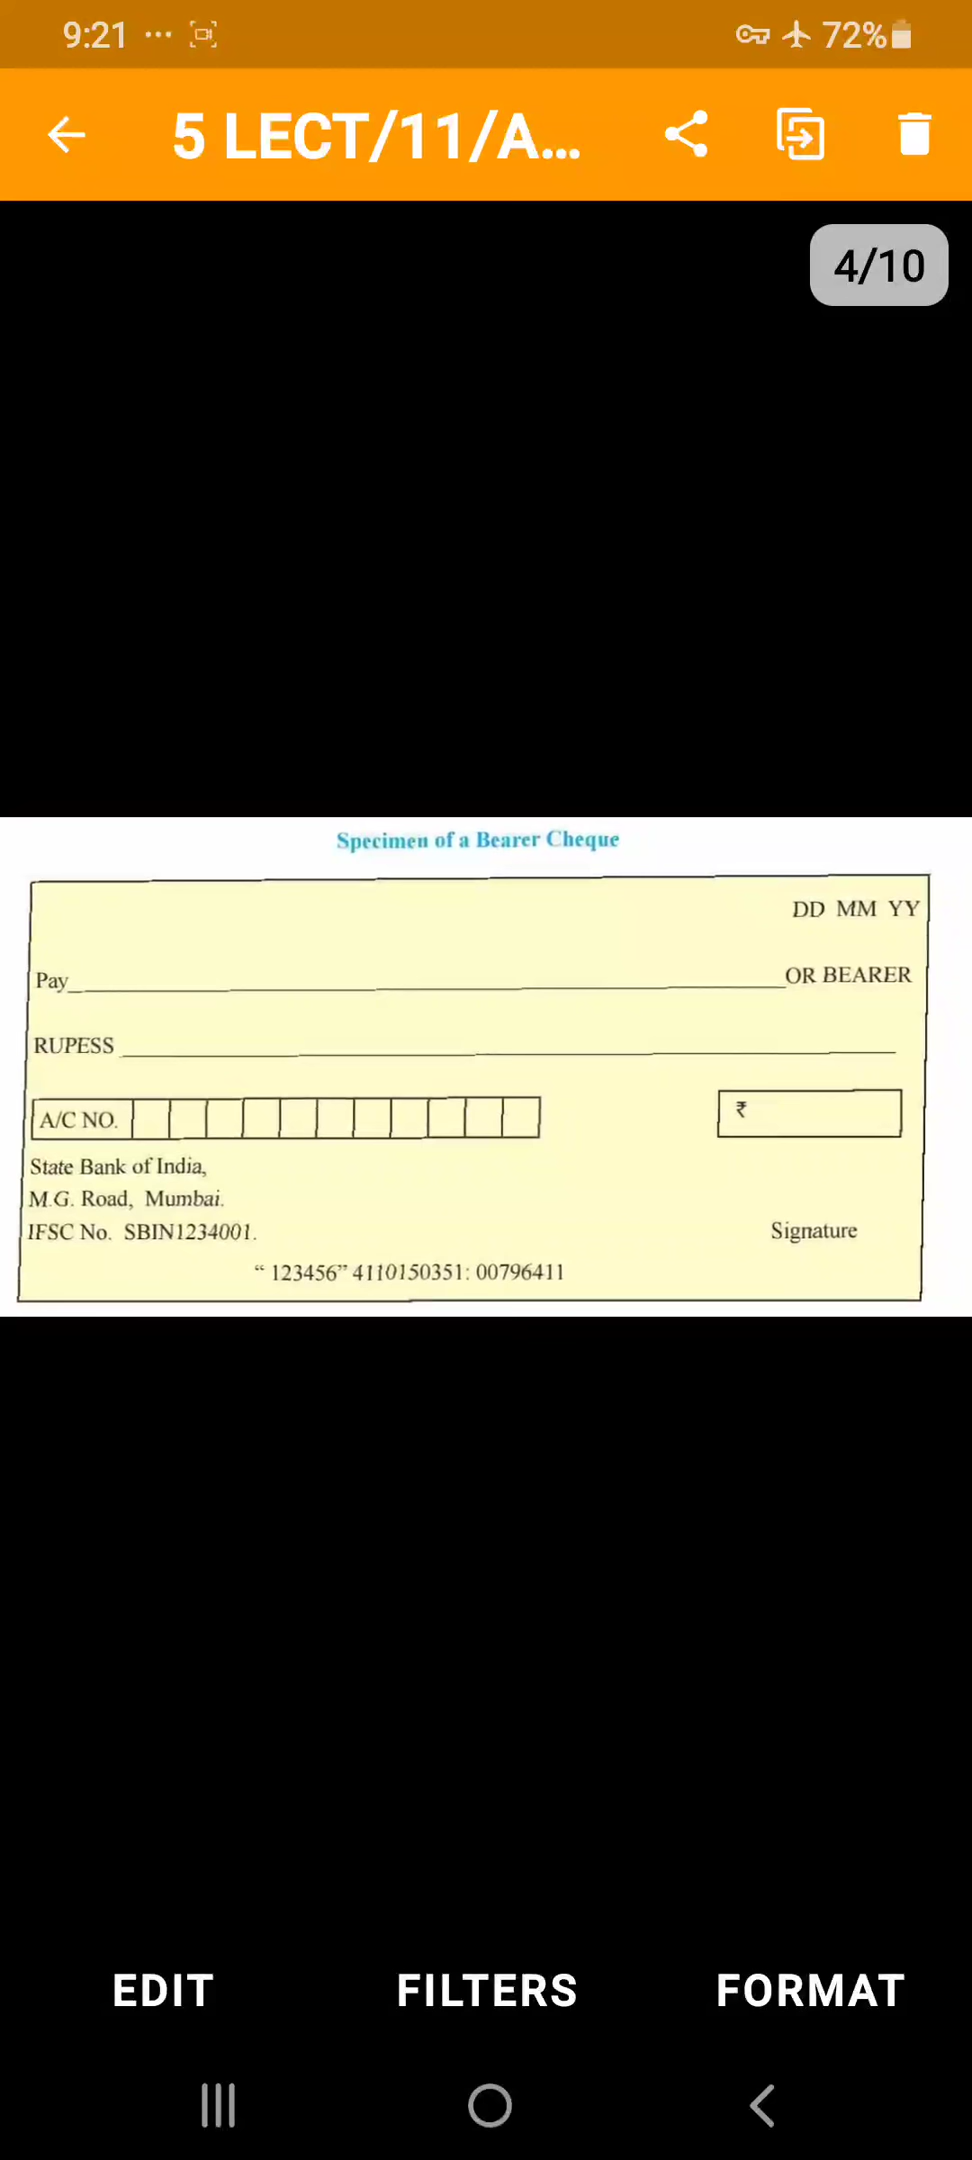 9:21 ... 72%
5 LECT/11/A...
4/10
Specimen of a Bearer Cheque
DD MM YY
Pay_ OR BEARER
RUPESS
A/C NO. ₹
State Bank of India,
M.G. Road, Mumbai.
IFSC No. SBIN1234001.
Signature
“ 123456” 4110150351: 00796411
EDIT FILTERS FORMAT